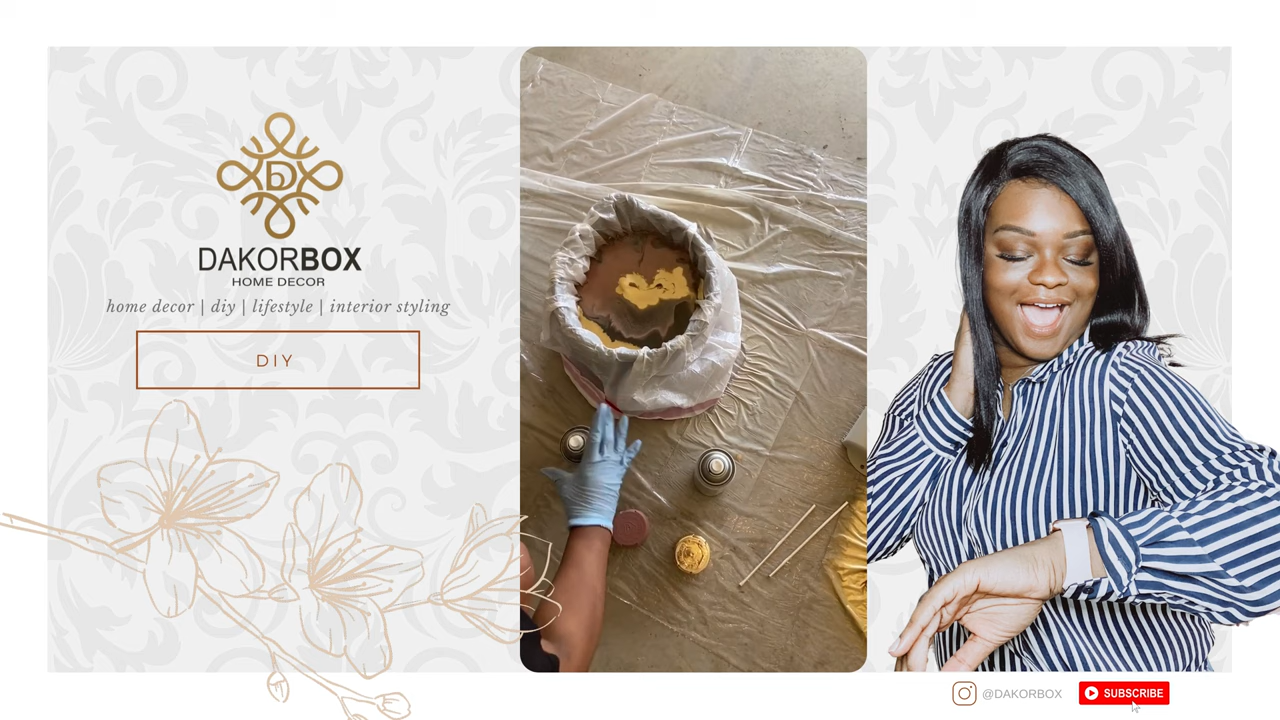 D
DAKORBOX
HOME DECOR
home decor | diy | lifestyle | interior styling
DIY
@DAKORBOX
SUBSCRIBE